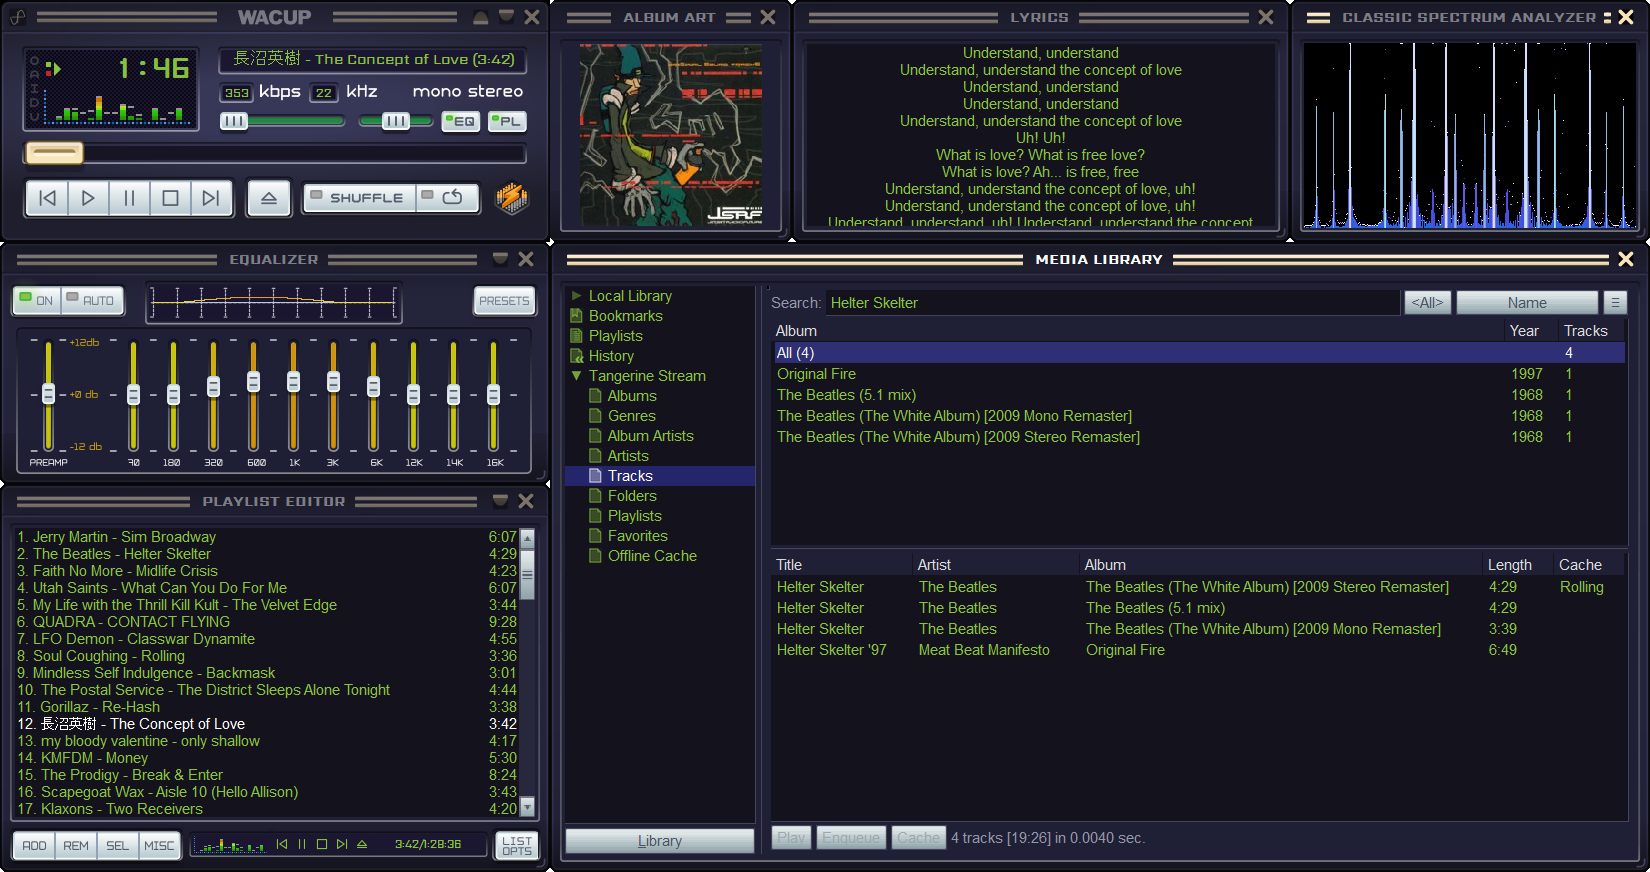 WACUP
OAIDU
1:46
長沼英樹 - The Concept of Love (3:42)
353 kbps 22 kHz mono stereo
EQ PL
SHUFFLE
ALBUM ART
JSRF
LYRICS
Understand, understand
Understand, understand the concept of love
Understand, understand
Understand, understand
Understand, understand the concept of love
Uh! Uh!
What is love? What is free love?
What is love? Ah... is free, free
Understand, understand the concept of love, uh!
Understand, understand the concept of love, uh!
Understand, understand, uh! Understand, understand the concept
CLASSIC SPECTRUM ANALYZER
EQUALIZER
ON AUTO PRESETS
+12db
+0 db
-12 db
PREAMP 70 180 320 600 1K 3K 6K 12K 14K 16K
PLAYLIST EDITOR
1. Jerry Martin - Sim Broadway 6:07
2. The Beatles - Helter Skelter 4:29
3. Faith No More - Midlife Crisis 4:23
4. Utah Saints - What Can You Do For Me 6:07
5. My Life with the Thrill Kill Kult - The Velvet Edge 3:44
6. QUADRA - CONTACT FLYING 9:28
7. LFO Demon - Classwar Dynamite 4:55
8. Soul Coughing - Rolling 3:36
9. Mindless Self Indulgence - Backmask 3:01
10. The Postal Service - The District Sleeps Alone Tonight 4:44
11. Gorillaz - Re-Hash 3:38
12. 長沼英樹 - The Concept of Love 3:42
13. my bloody valentine - only shallow 4:17
14. KMFDM - Money 5:30
15. The Prodigy - Break & Enter 8:24
16. Scapegoat Wax - Aisle 10 (Hello Allison) 3:43
17. Klaxons - Two Receivers 4:20
ADD REM SEL MISC 3:42/1:28:36 LIST OPTS
MEDIA LIBRARY
Local Library
Bookmarks
Playlists
History
Tangerine Stream
Albums
Genres
Album Artists
Artists
Tracks
Folders
Playlists
Favorites
Offline Cache
Library
Search: Helter Skelter <All> Name
Album Year Tracks
All (4) 4
Original Fire 1997 1
The Beatles (5.1 mix) 1968 1
The Beatles (The White Album) [2009 Mono Remaster] 1968 1
The Beatles (The White Album) [2009 Stereo Remaster] 1968 1
Title Artist Album Length Cache
Helter Skelter The Beatles The Beatles (The White Album) [2009 Stereo Remaster] 4:29 Rolling
Helter Skelter The Beatles The Beatles (5.1 mix) 4:29
Helter Skelter The Beatles The Beatles (The White Album) [2009 Mono Remaster] 3:39
Helter Skelter '97 Meat Beat Manifesto Original Fire 6:49
Play Enqueue Cache 4 tracks [19:26] in 0.0040 sec.